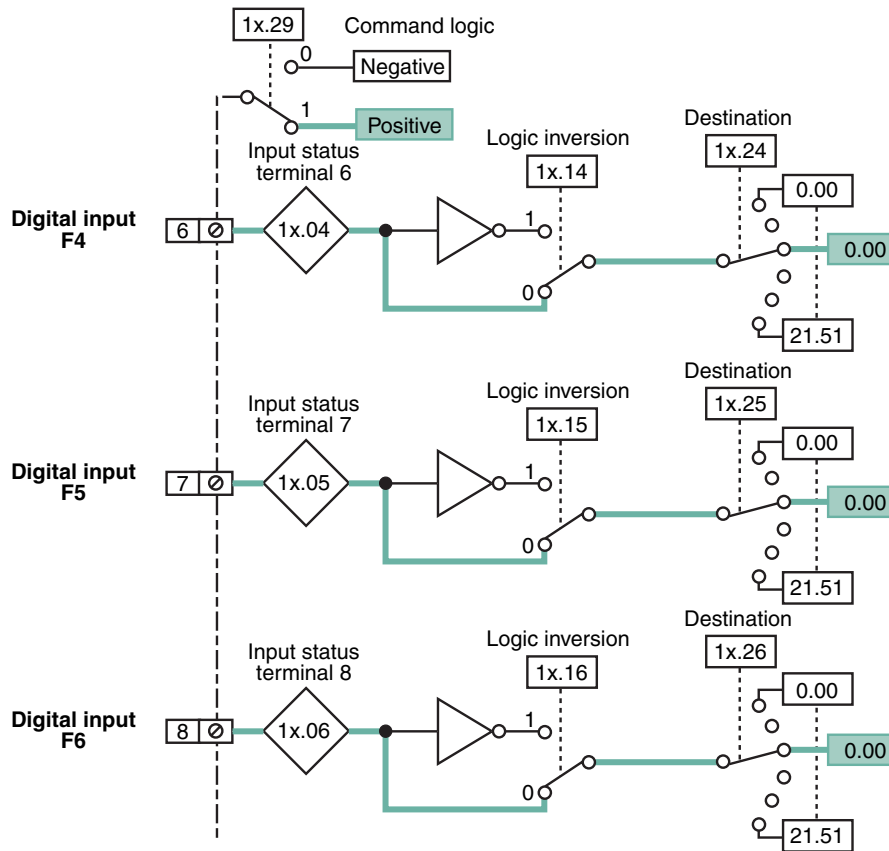 1x.29
Command logic
0
Negative
1
Positive
Input status
terminal 6
Logic inversion
1x.14
Destination
1x.24
0.00
Digital input
F4
6
1x.04
1
0
0.00
21.51
Input status
terminal 7
Logic inversion
1x.15
Destination
1x.25
0.00
Digital input
F5
7
1x.05
1
0
0.00
21.51
Input status
terminal 8
Logic inversion
1x.16
Destination
1x.26
0.00
Digital input
F6
8
1x.06
1
0
0.00
21.51